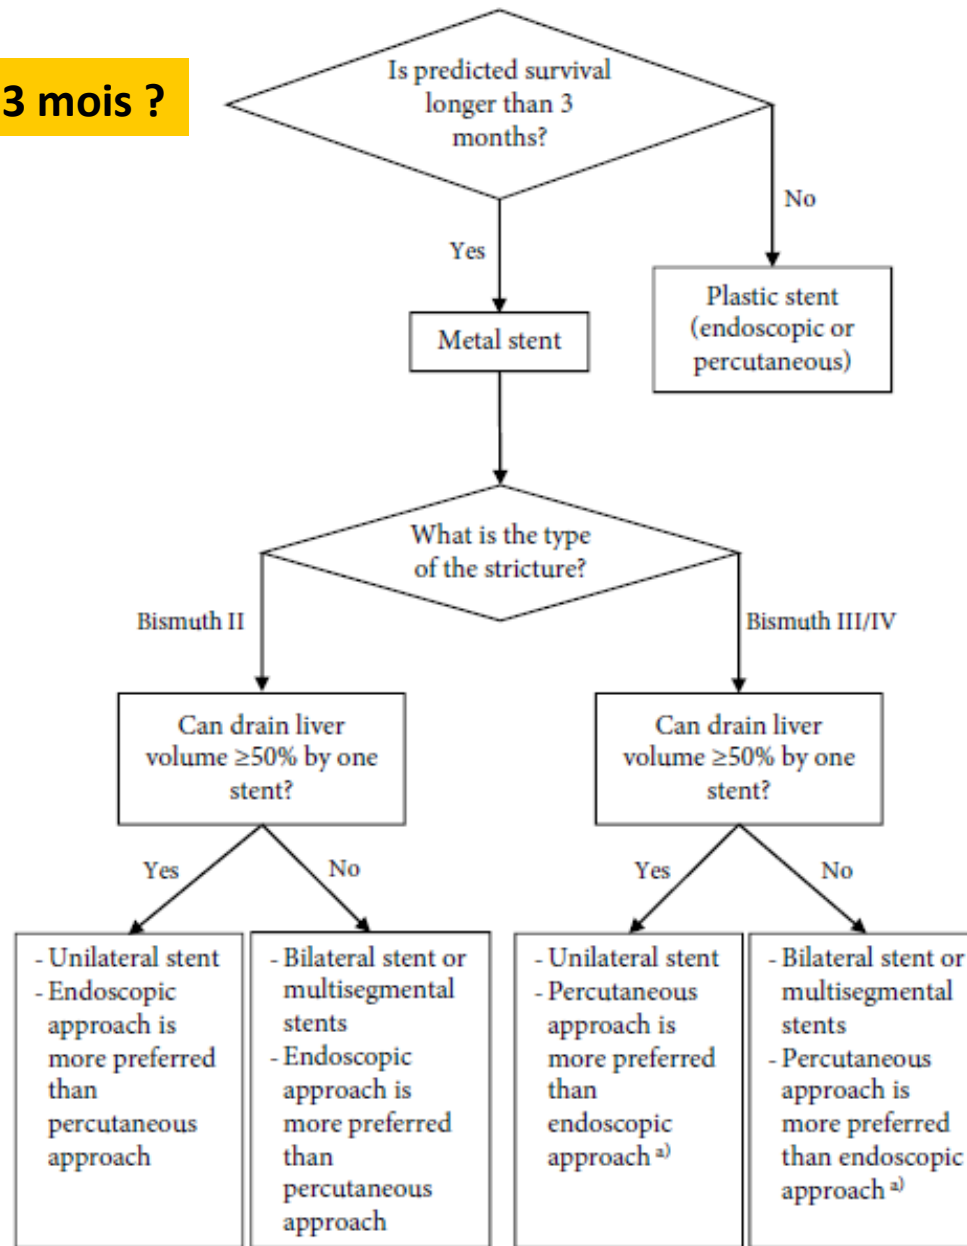 3 mois ?
Is predicted survival
longer than 3
months?
No
Yes
Plastic stent
(endoscopic or
percutaneous)
Metal stent
What is the type
of the stricture?
Bismuth II
Bismuth III/IV
Can drain liver
volume ≥50% by one
stent?
Can drain liver
volume ≥50% by one
stent?
Yes
No
Yes
No
- Unilateral stent
- Endoscopic
approach is
more preferred
than
percutaneous
approach
- Bilateral stent or
multisegmental
stents
- Endoscopic
approach is
more preferred
than
percutaneous
approach
- Unilateral stent
- Percutaneous
approach is
more preferred
than
endoscopic
approach a)
- Bilateral stent or
multisegmental
stents
- Percutaneous
approach is
more preferred
than endoscopic
approach a)